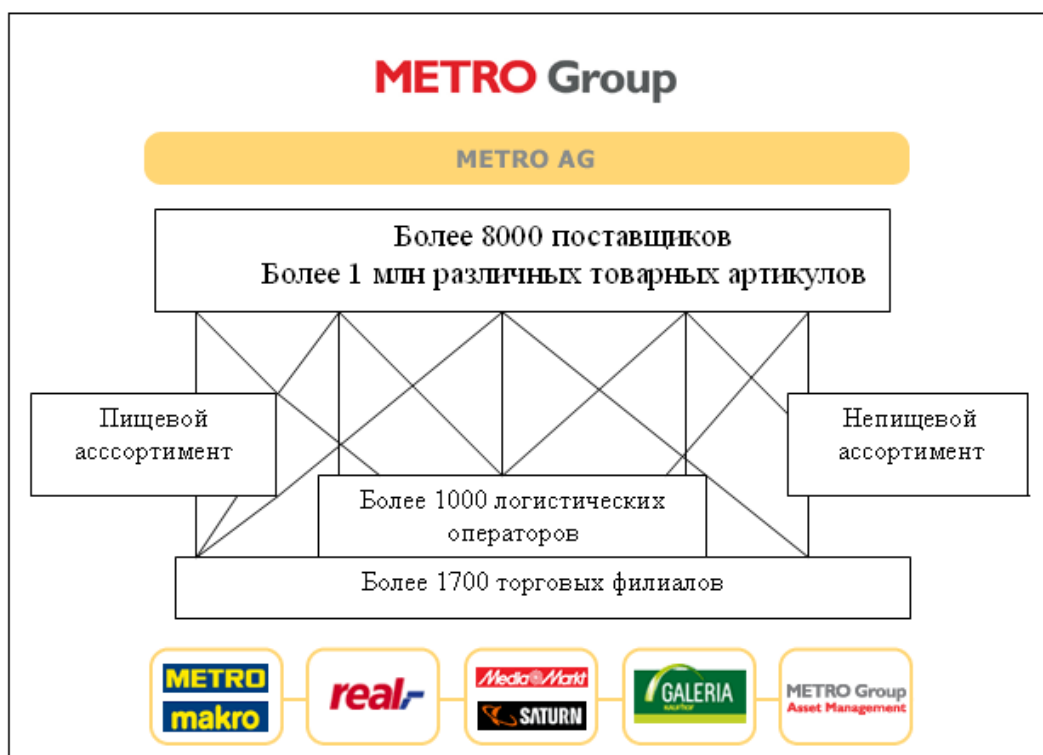 METRO Group
METRO AG
Более 8000 поставщиков
Более 1 млн различных товарных артикулов
Пищевой
асссортимент
Непищевой
ассортимент
Более 1000 логистических
операторов
Более 1700 торговых филиалов
METRO
makro
real,-
Media Markt
SATURN
GALERIA
KAUFHOF
METRO Group
Asset Management